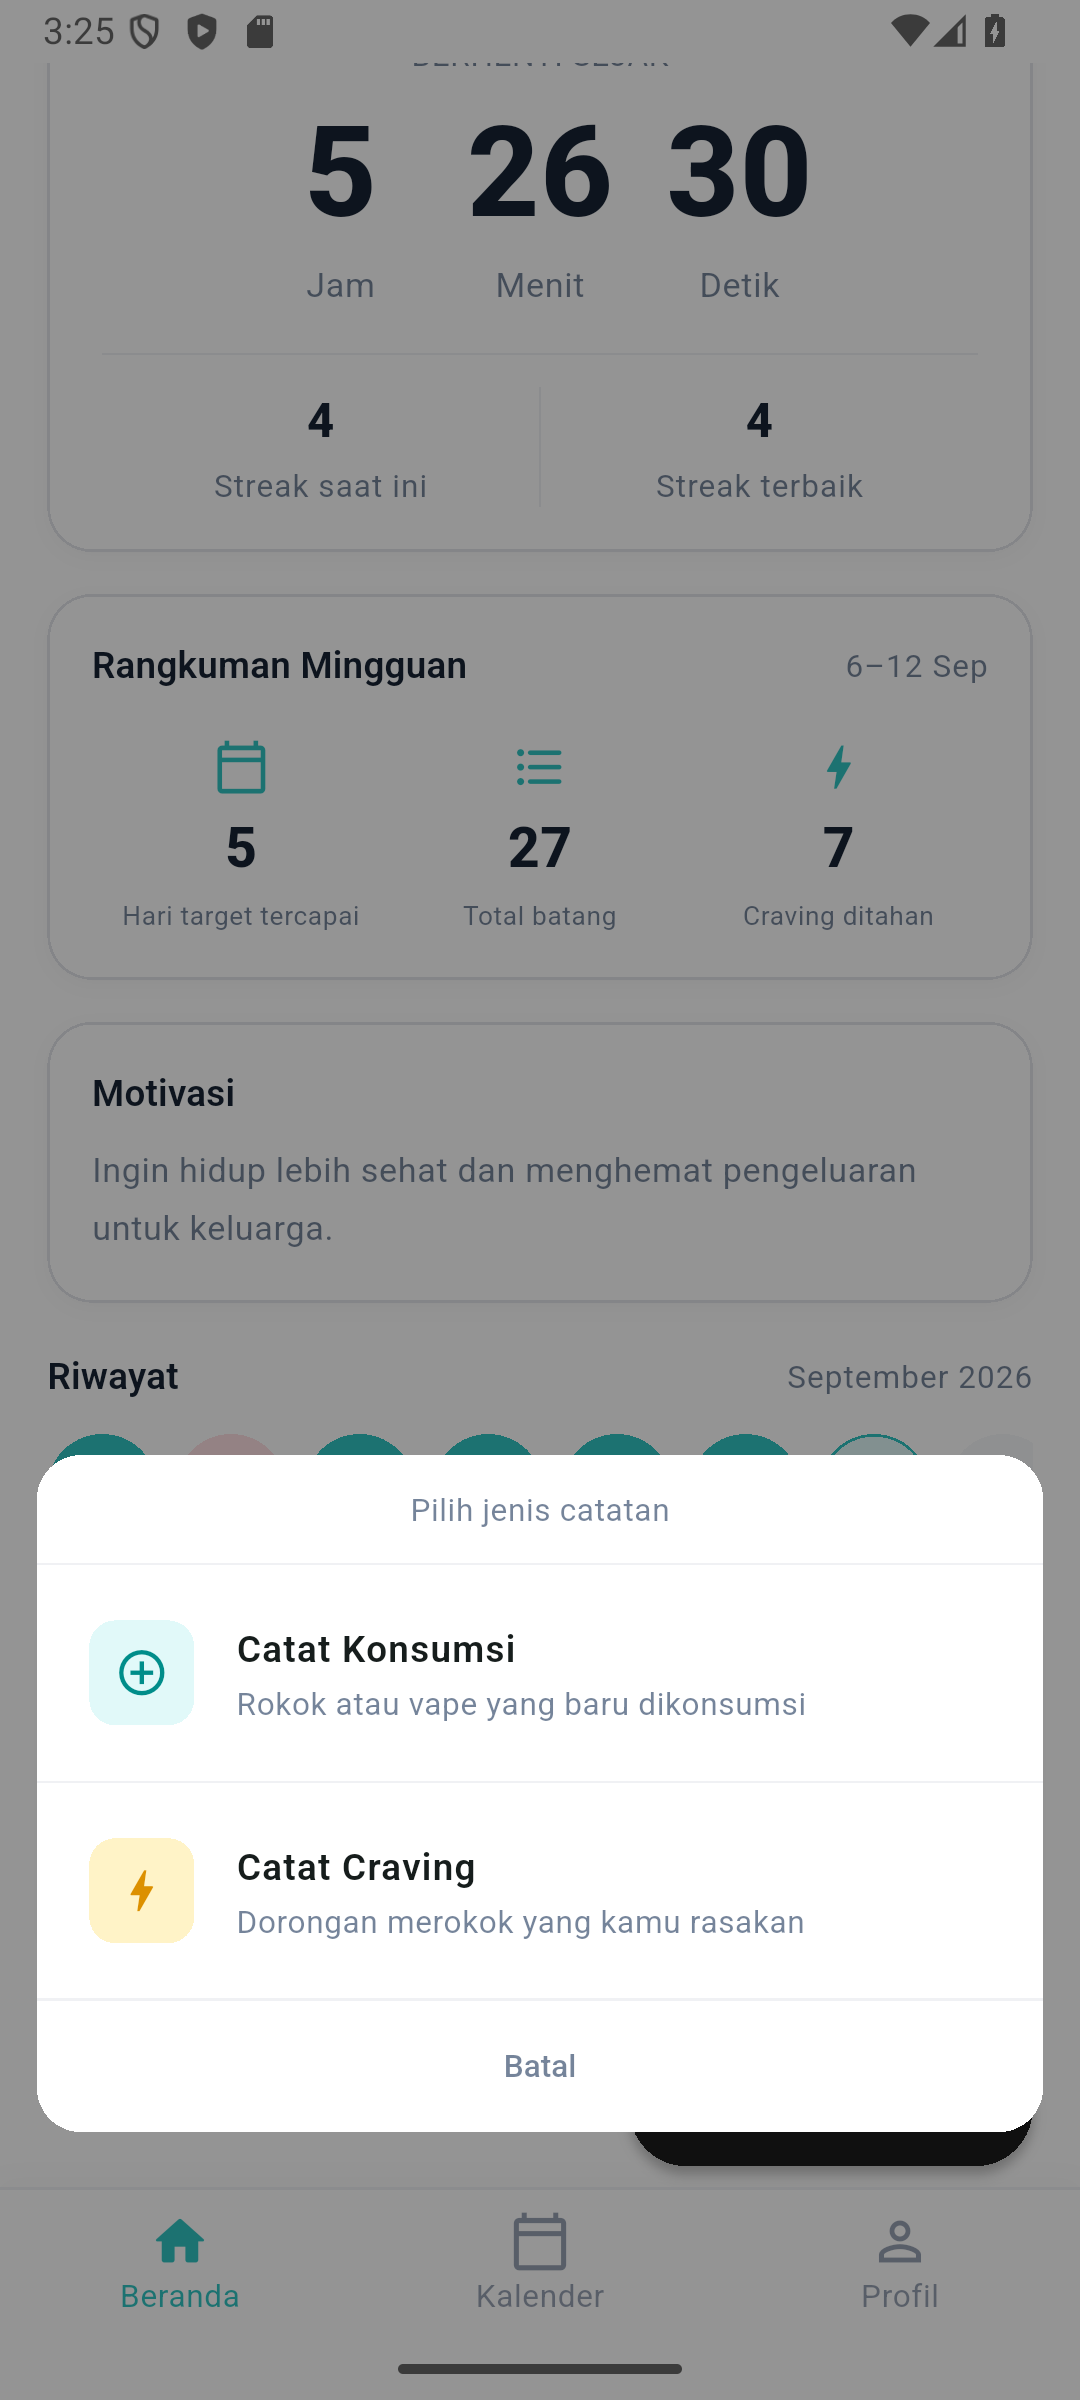 3:25
5 26 30
Jam Menit Detik
4 4
Streak saat ini Streak terbaik
Rangkuman Mingguan 6–12 Sep
5 27 7
Hari target tercapai Total batang Craving ditahan
Motivasi
Ingin hidup lebih sehat dan menghemat pengeluaran
untuk keluarga.
Riwayat September 2026
Pilih jenis catatan
Catat Konsumsi
Rokok atau vape yang baru dikonsumsi
Catat Craving
Dorongan merokok yang kamu rasakan
Batal
Beranda Kalender Profil